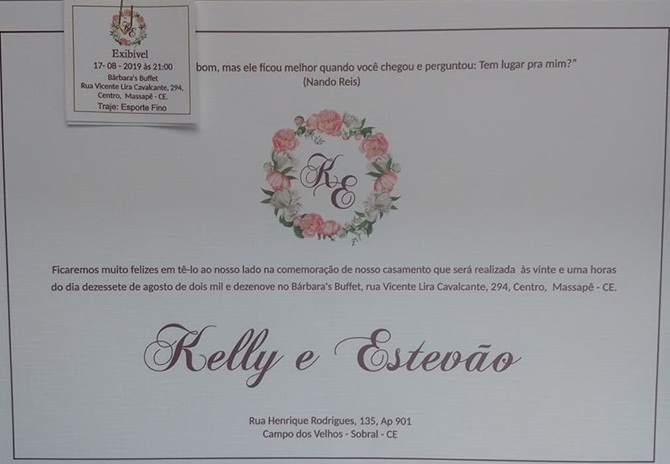 Exibível
17- 08 - 2019 às 21:00
Bárbara's Buffet
Rua Vicente Lira Cavalcante, 294,
Centro, Massapê - CE.
Traje: Esporte Fino
bom, mas ele ficou melhor quando você chegou e perguntou: Tem lugar pra mim?"
(Nando Reis)
K E
Ficaremos muito felizes em tê-lo ao nosso lado na comemoração de nosso casamento que será realizada às vinte e uma horas
do dia dezessete de agosto de dois mil e dezenove no Bárbara's Buffet, rua Vicente Lira Cavalcante, 294, Centro, Massapê - CE.
Kelly e Estevão
Rua Henrique Rodrigues, 135, Ap 901
Campo dos Velhos - Sobral - CE